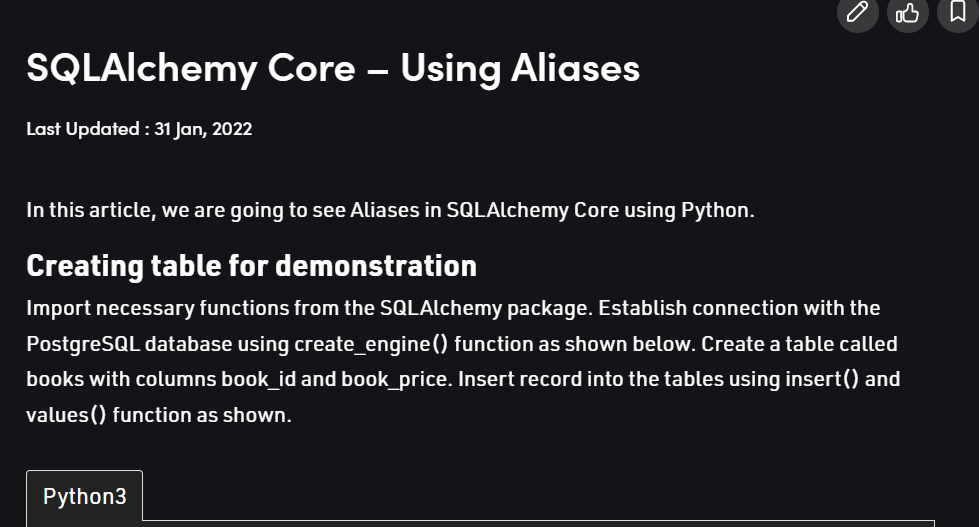 SQLAlchemy Core – Using Aliases
Last Updated : 31 Jan, 2022
In this article, we are going to see Aliases in SQLAlchemy Core using Python.
Creating table for demonstration
Import necessary functions from the SQLAlchemy package. Establish connection with the
PostgreSQL database using create_engine() function as shown below. Create a table called
books with columns book_id and book_price. Insert record into the tables using insert() and
values() function as shown.
Python3